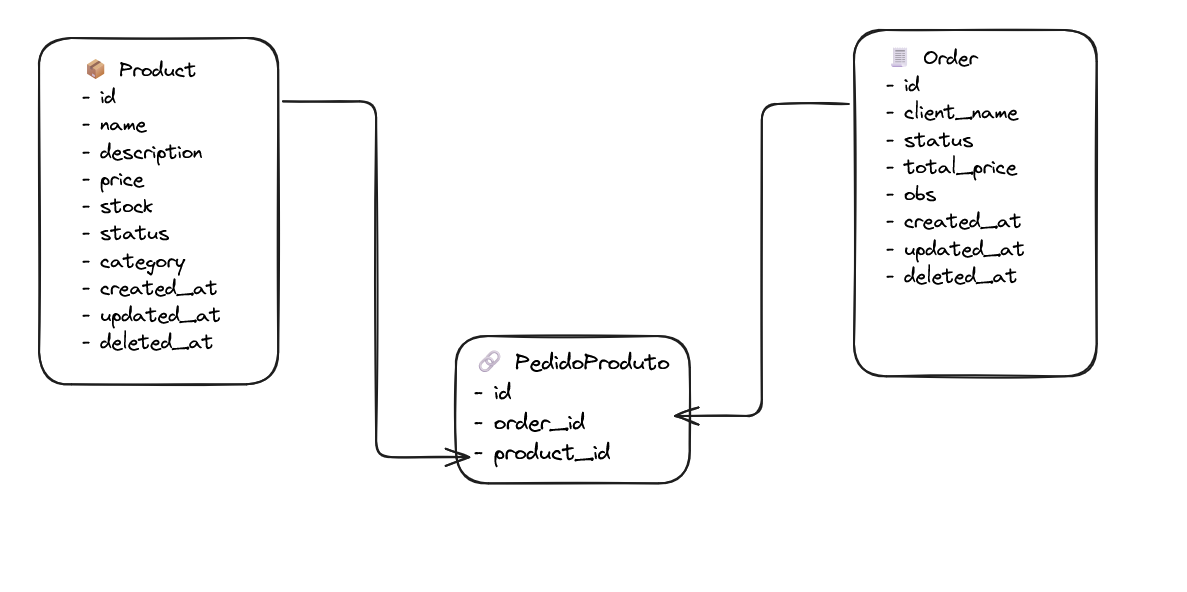 📦 Product
- id
- name
- description
- price
- stock
- status
- category
- created_at
- updated_at
- deleted_at
🧾 Order
- id
- client_name
- status
- total_price
- obs
- created_at
- updated_at
- deleted_at
🔗 PedidoProduto
- id
- order_id
- product_id